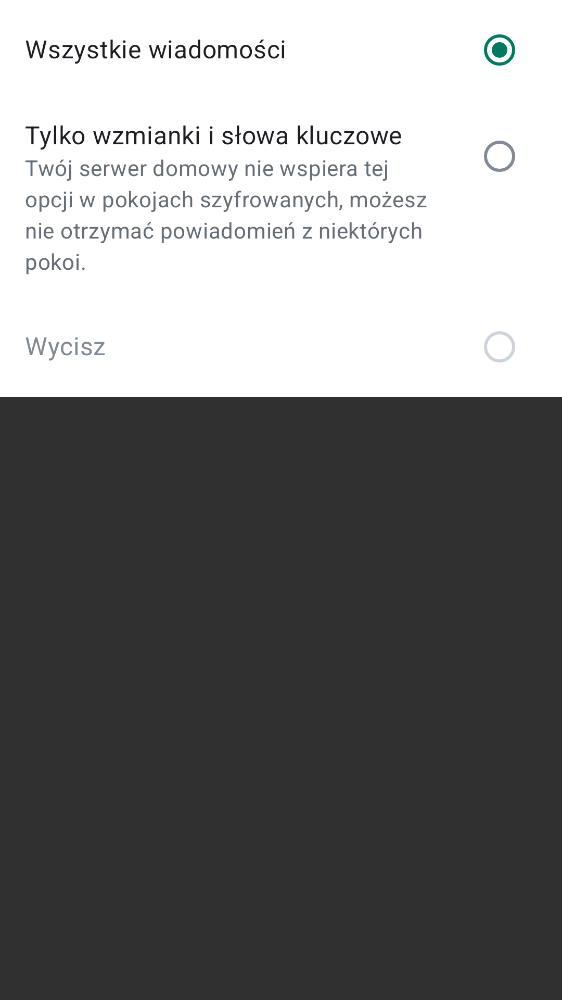 Wszystkie wiadomości
Tylko wzmianki i słowa kluczowe
Twój serwer domowy nie wspiera tej
opcji w pokojach szyfrowanych, możesz
nie otrzymać powiadomień z niektórych
pokoi.
Wycisz